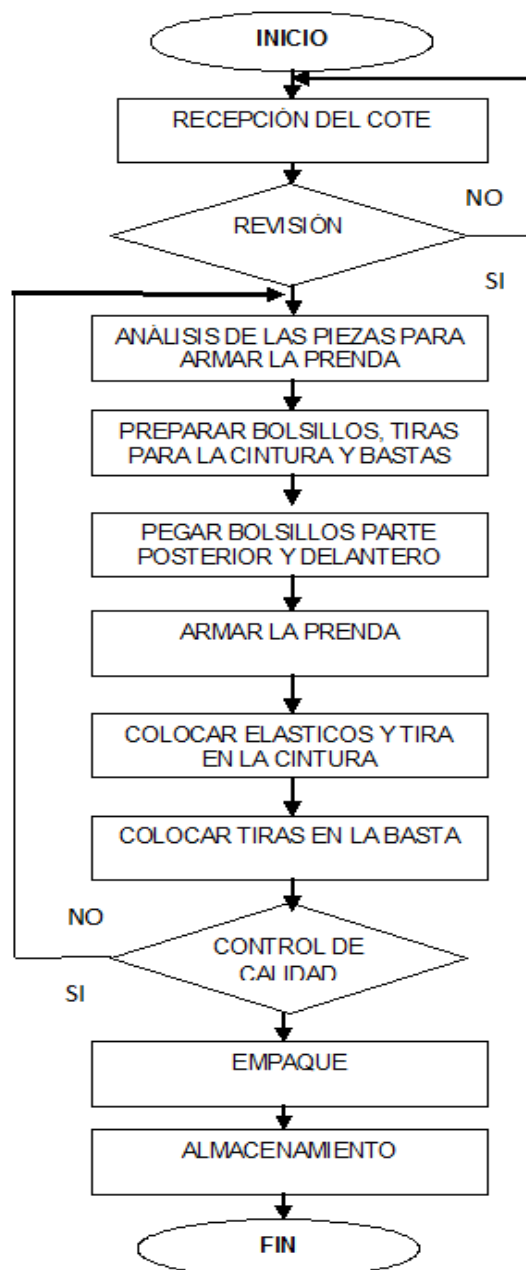 INICIO
RECEPCIÓN DEL COTE
NO
REVISIÓN
SI
ANÁLISIS DE LAS PIEZAS PARA
ARMAR LA PRENDA
PREPARAR BOLSILLOS, TIRAS
PARA LA CINTURA Y BASTAS
PEGAR BOLSILLOS PARTE
POSTERIOR Y DELANTERO
ARMAR LA PRENDA
COLOCAR ELASTICOS Y TIRA
EN LA CINTURA
COLOCAR TIRAS EN LA BASTA
NO
CONTROL DE
CALIDAD
SI
EMPAQUE
ALMACENAMIENTO
FIN